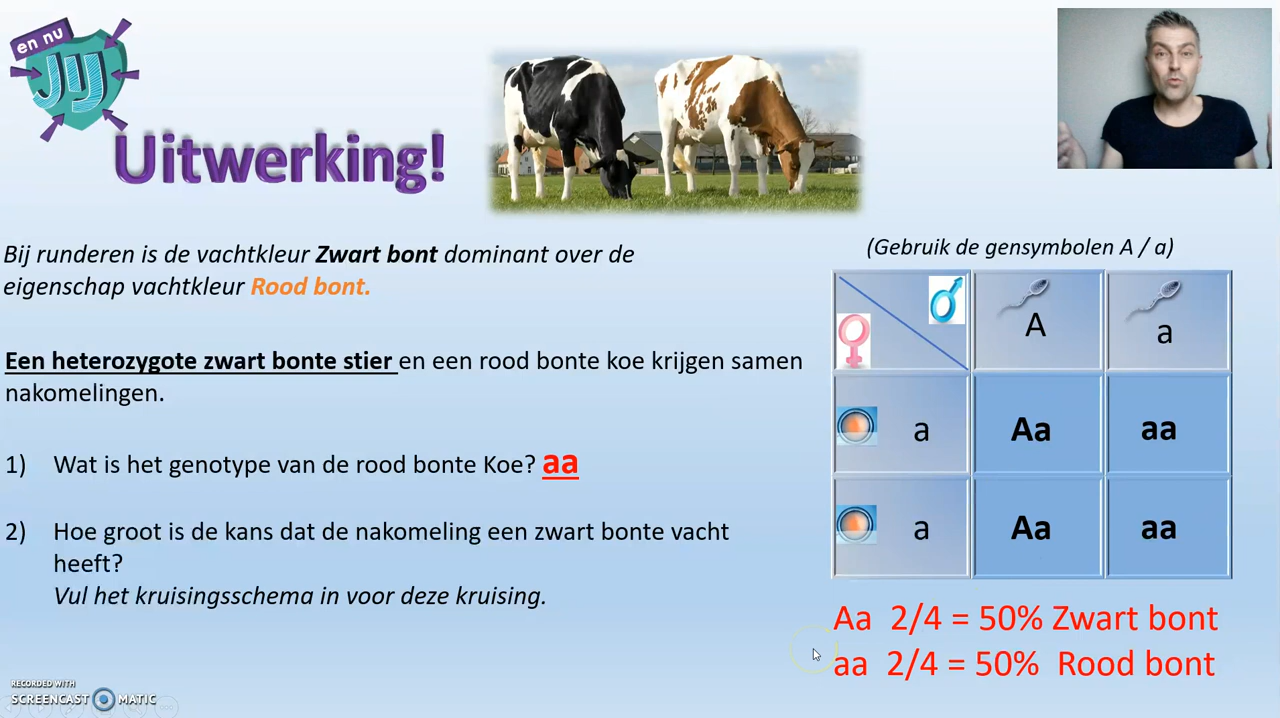 en nu
JIJ
Uitwerking!
Bij runderen is de vachtkleur Zwart bont dominant over de
eigenschap vachtkleur Rood bont.
Een heterozygote zwart bonte stier en een rood bonte koe krijgen samen
nakomelingen.
1) Wat is het genotype van de rood bonte Koe? aa
2) Hoe groot is de kans dat de nakomeling een zwart bonte vacht
heeft?
Vul het kruisingsschema in voor deze kruising.
(Gebruik de gensymbolen A / a)
A a
a Aa aa
a Aa aa
Aa 2/4 = 50% Zwart bont
aa 2/4 = 50% Rood bont
RECORDED WITH
SCREENCAST MATIC